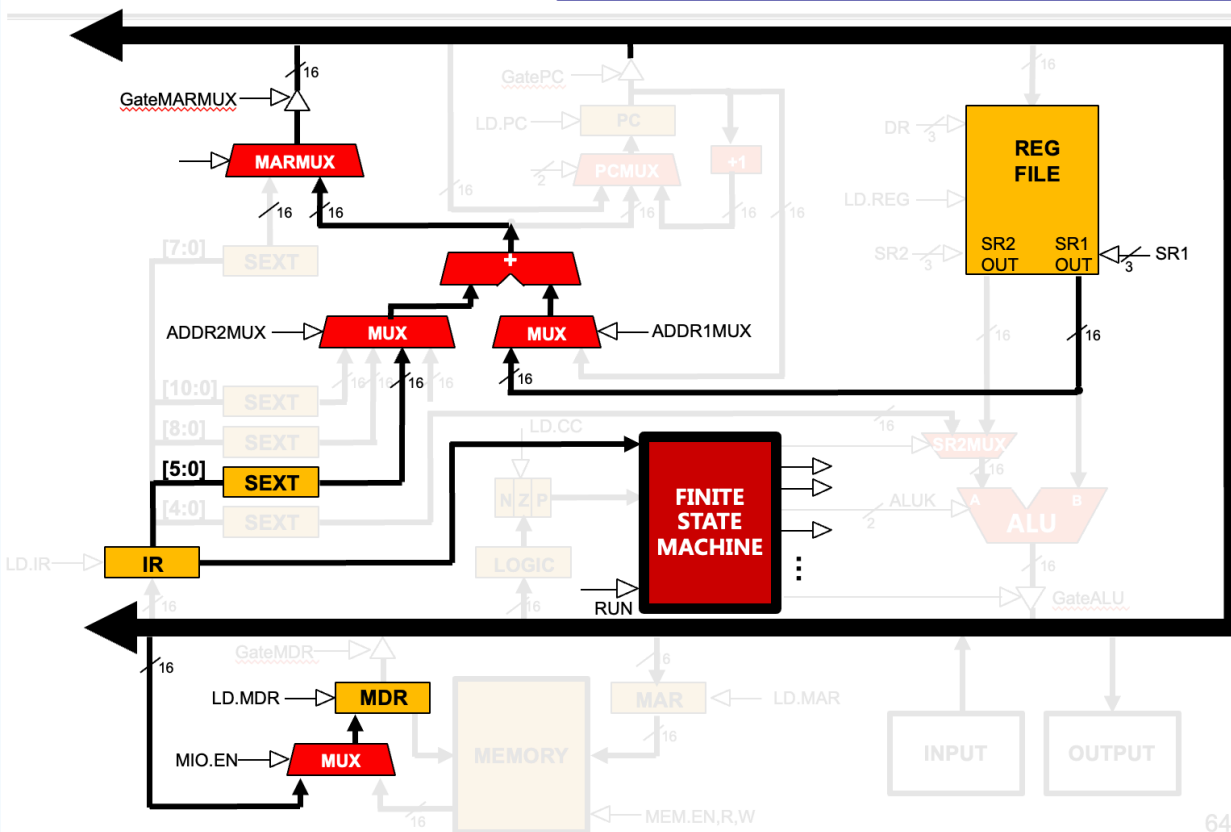 16
16
GatePC
16
GateMARMUX
LD.PC
PC
DR
3
REG
FILE
MARMUX
2
PCMUX
+1
16
16
16
16
16
16
LD.REG
[7:0]
SEXT
+
SR2
3
SR2
OUT
SR1
OUT
3
SR1
ADDR2MUX
MUX
MUX
ADDR1MUX
16
16
16
16
16
16
16
[10:0]
SEXT
16
LD.CC
[8:0]
SEXT
SR2MUX
16
[5:0]
SEXT
N Z P
FINITE
STATE
MACHINE
ALUK
2
A
B
ALU
[4:0]
SEXT
LD.IR
IR
LOGIC
⋮
16
16
16
RUN
GateALU
16
GateMDR
6
LD.MDR
MDR
MAR
LD.MAR
16
MIO.EN
MUX
MEMORY
INPUT
OUTPUT
16
MEM.EN,R,W
64